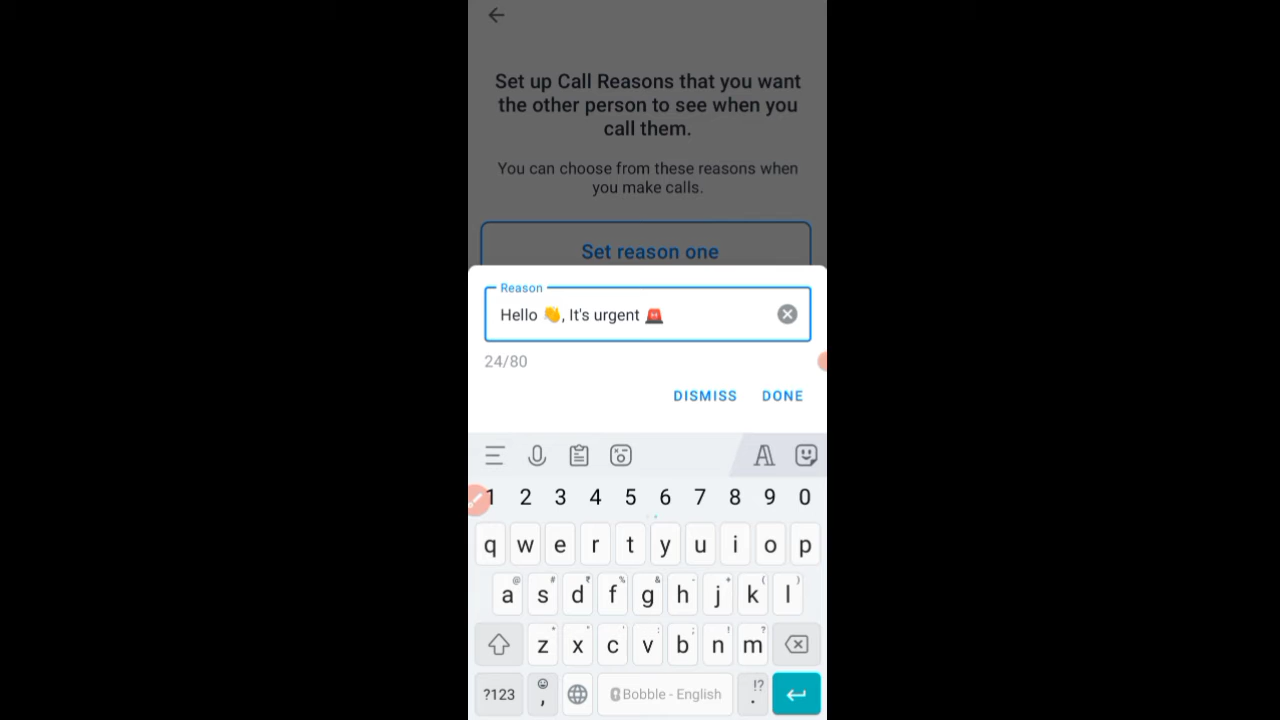 Set up Call Reasons that you want
the other person to see when you
call them.
You can choose from these reasons when
you make calls.
Set reason one
Reason
Hello 👋, It's urgent 🚨
24/80
DISMISS DONE
1 2 3 4 5 6 7 8 9 0
q w e r t y u i o p
@ # ₹ % & - + ( )
a s d f g h j k l
* " ' : ; ! ?
z x c v b n m
?123 , Bobble - English !? .